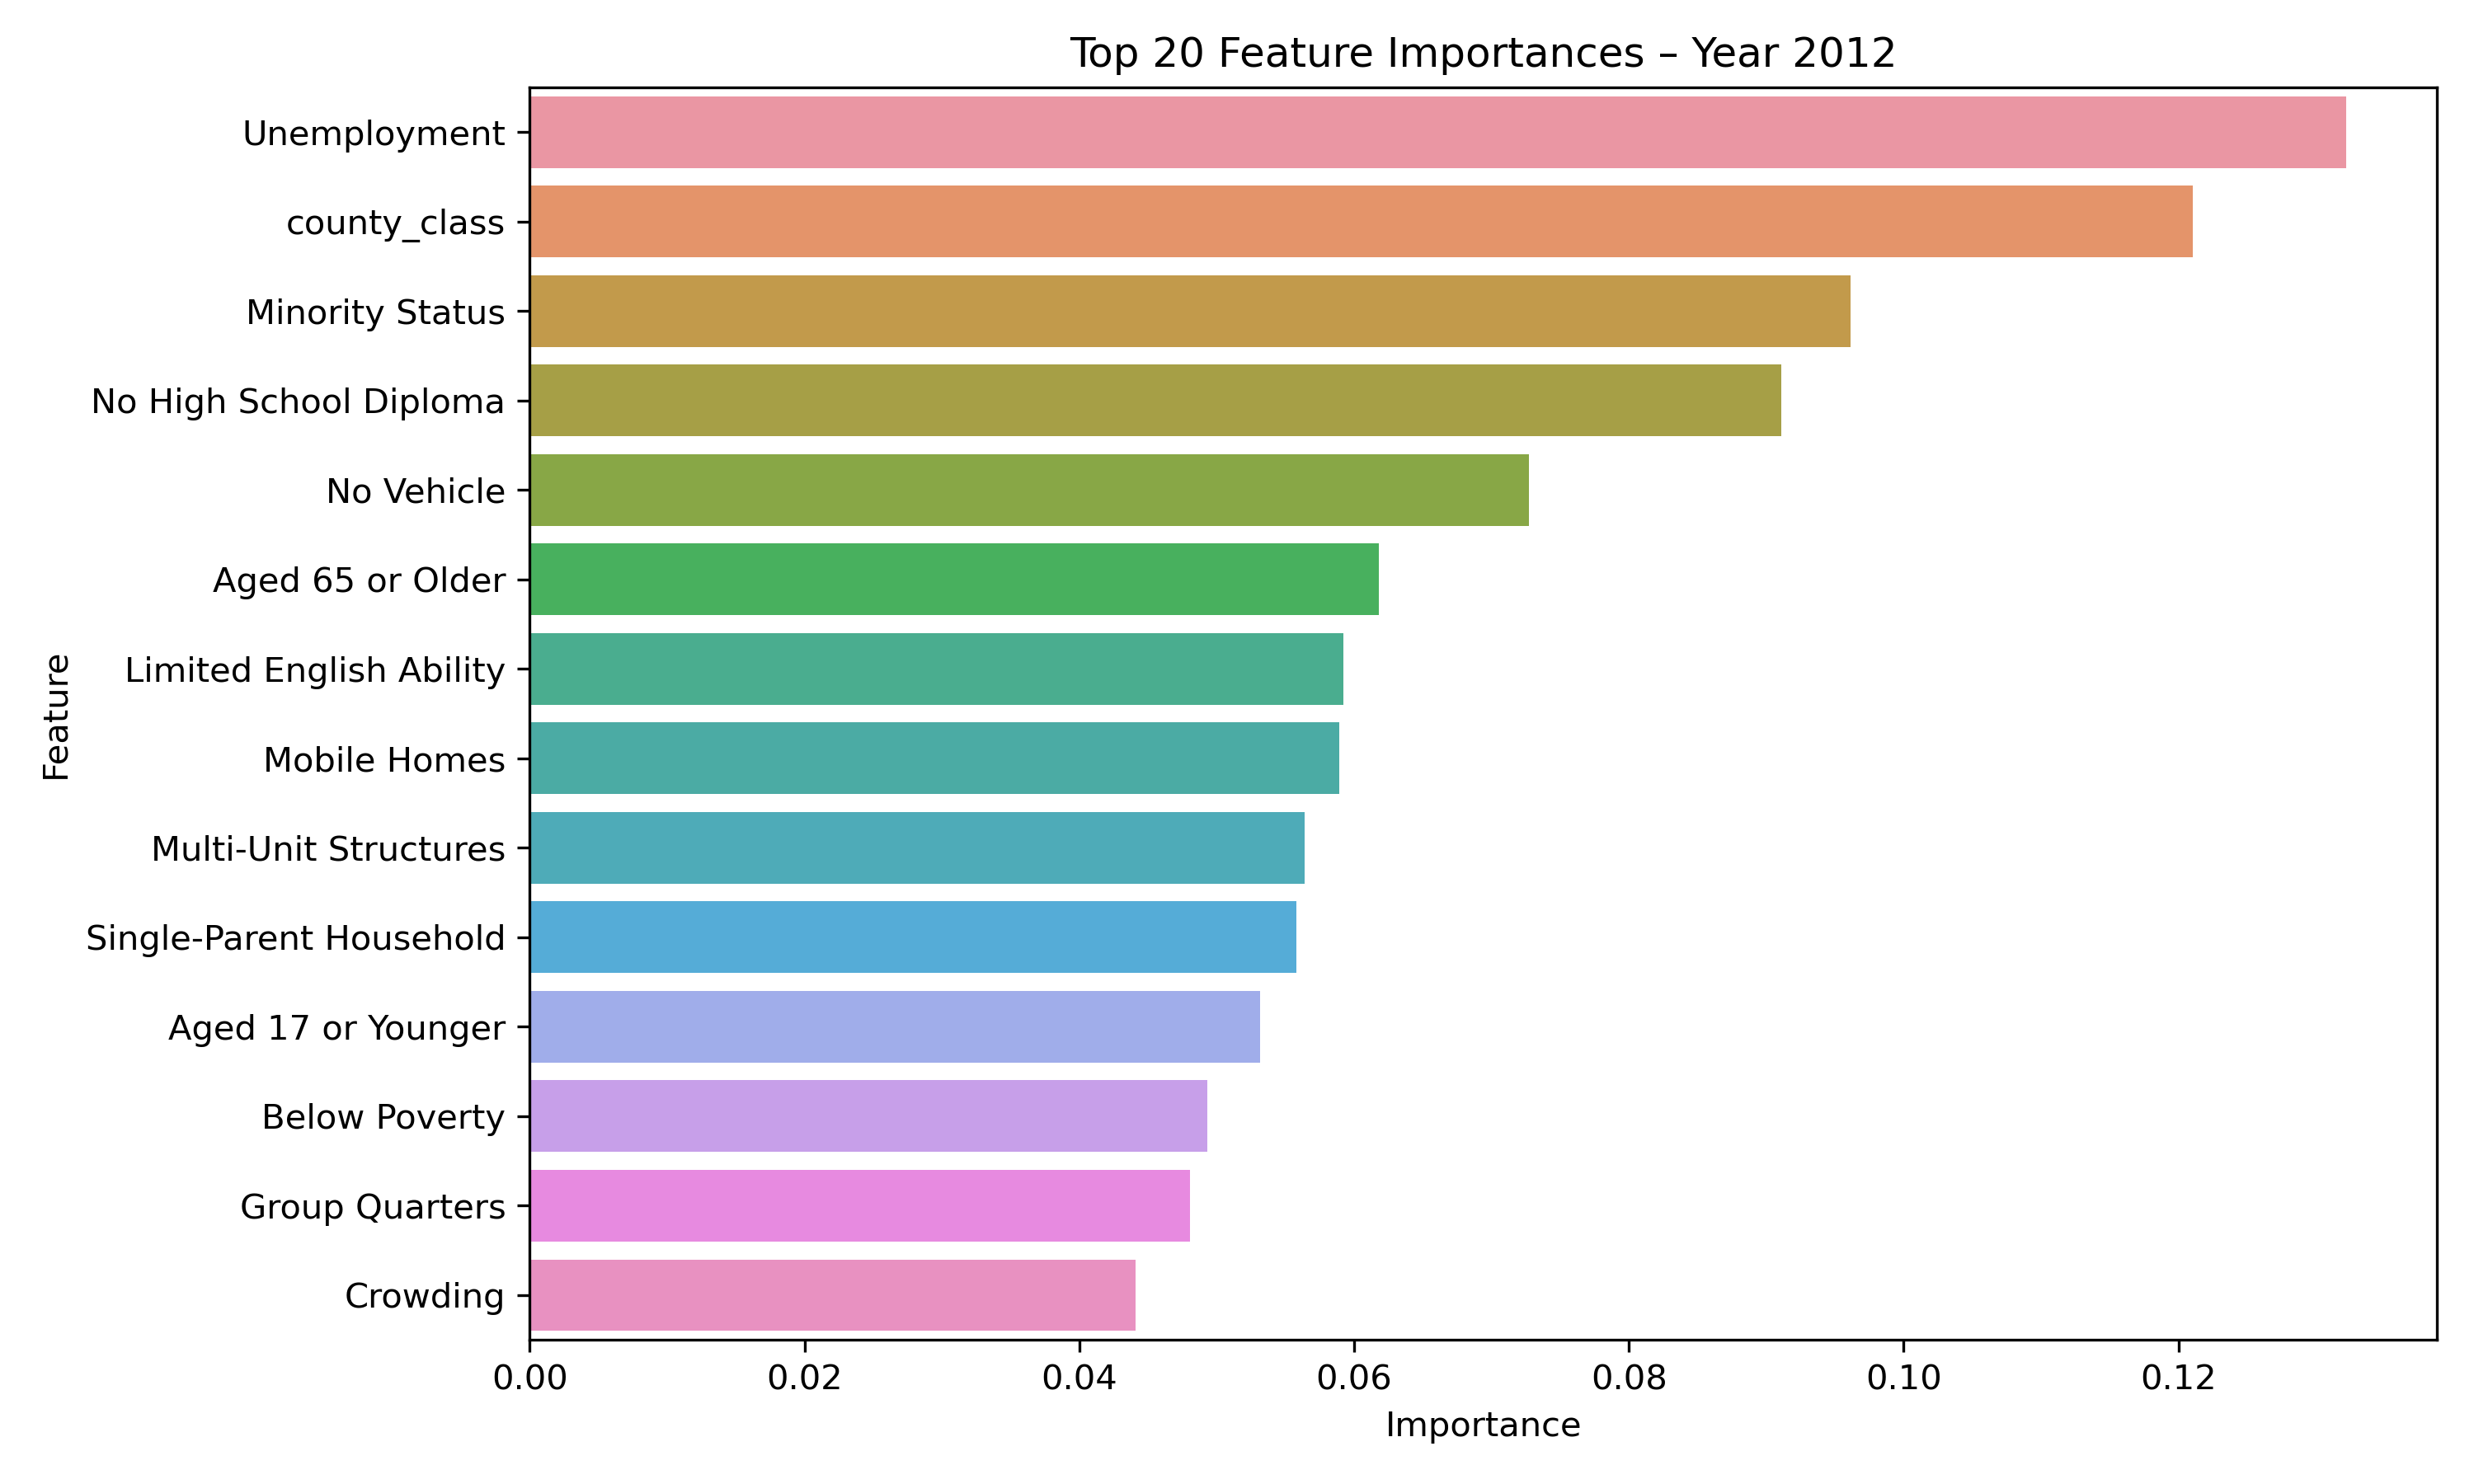 Top 20 Feature Importances – Year 2012
Feature
Unemployment
county_class
Minority Status
No High School Diploma
No Vehicle
Aged 65 or Older
Limited English Ability
Mobile Homes
Multi-Unit Structures
Single-Parent Household
Aged 17 or Younger
Below Poverty
Group Quarters
Crowding
0.00 0.02 0.04 0.06 0.08 0.10 0.12
Importance